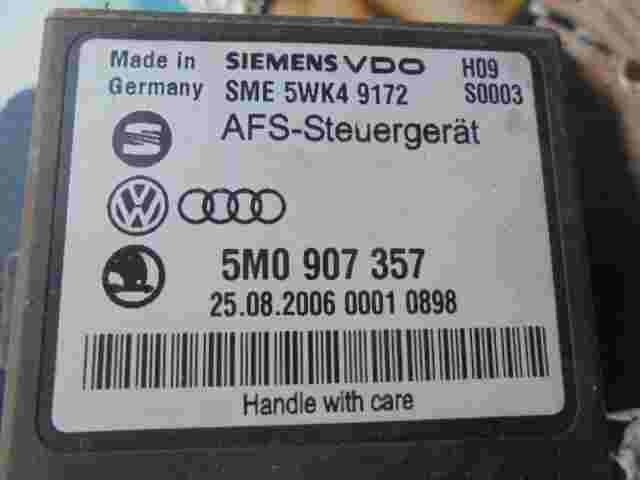 Made in SIEMENS VDO H09
Germany SME 5WK4 9172 S0003
AFS-Steuergerät
5M0 907 357
25.08.2006 0001 0898
Handle with care